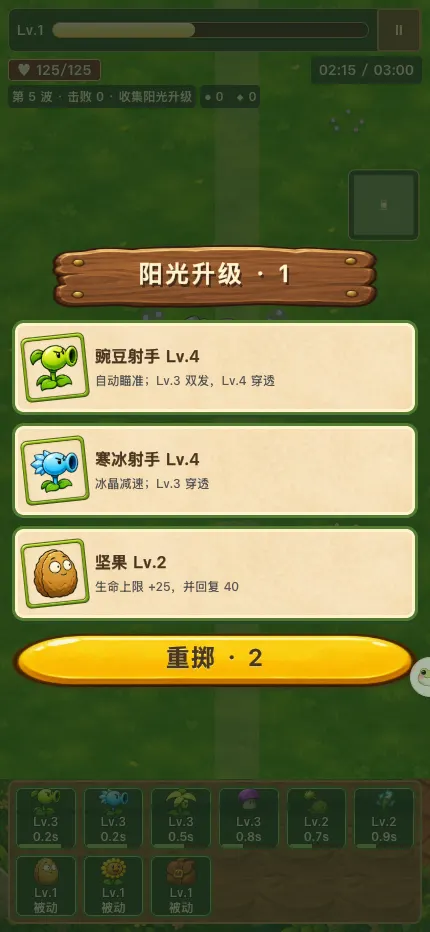 Lv.1
125/125
02:15 / 03:00
第 5 波 · 击败 0 · 收集阳光升级
0
0
阳光升级 · 1
豌豆射手 Lv.4
自动瞄准；Lv.3 双发，Lv.4 穿透
寒冰射手 Lv.4
冰晶减速；Lv.3 穿透
坚果 Lv.2
生命上限 +25，并回复 40
重掷 · 2
Lv.3 Lv.3 Lv.3 Lv.3 Lv.2 Lv.2
0.2s 0.2s 0.5s 0.8s 0.7s 0.9s
Lv.1 Lv.1 Lv.1
被动 被动 被动